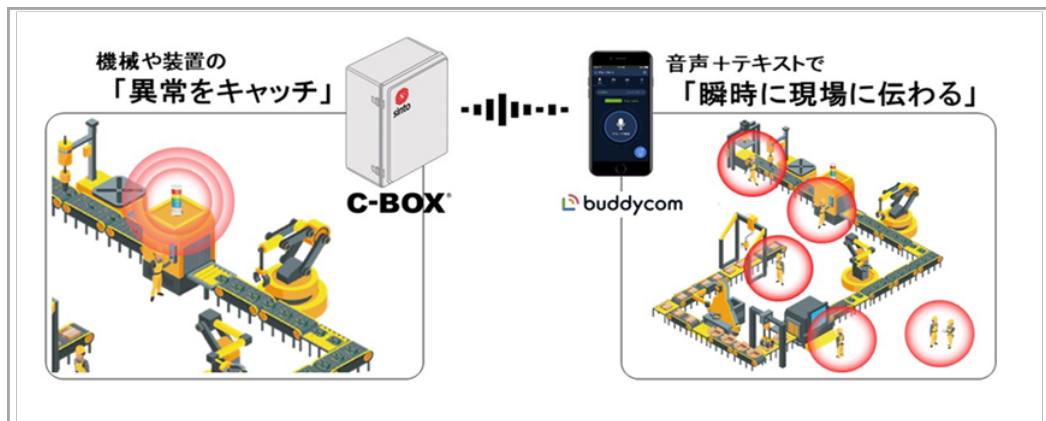 機械や装置の
「異常をキャッチ」
sinto
C-BOX®
音声＋テキストで
「瞬時に現場に伝わる」
buddycom